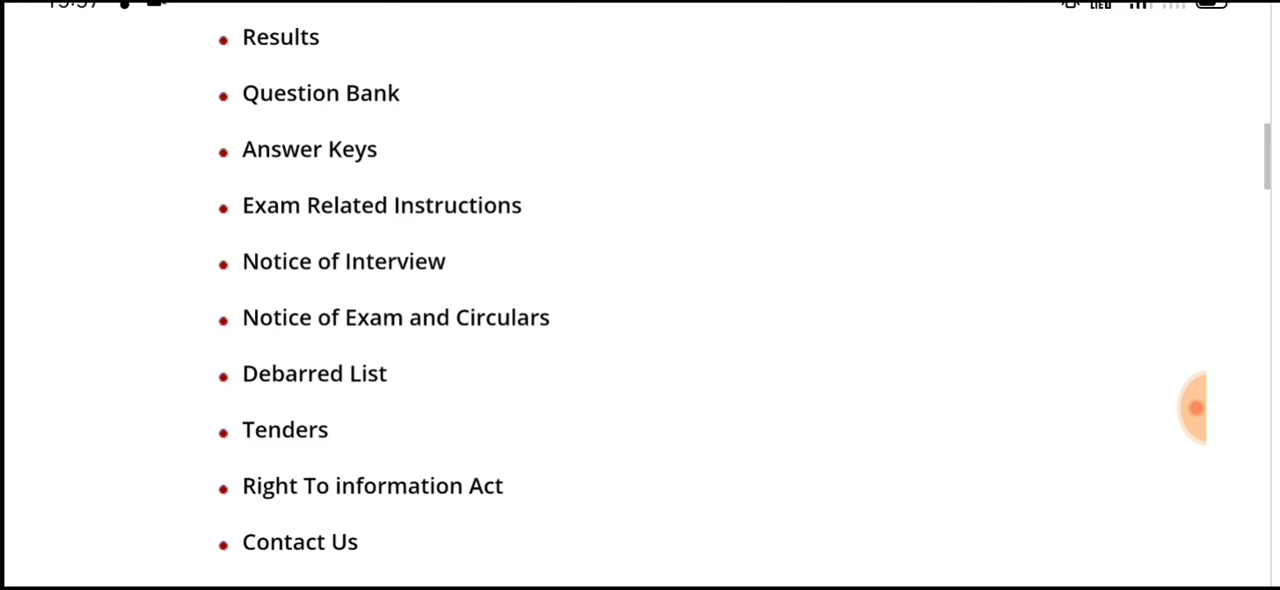 Results
Question Bank
Answer Keys
Exam Related Instructions
Notice of Interview
Notice of Exam and Circulars
Debarred List
Tenders
Right To information Act
Contact Us